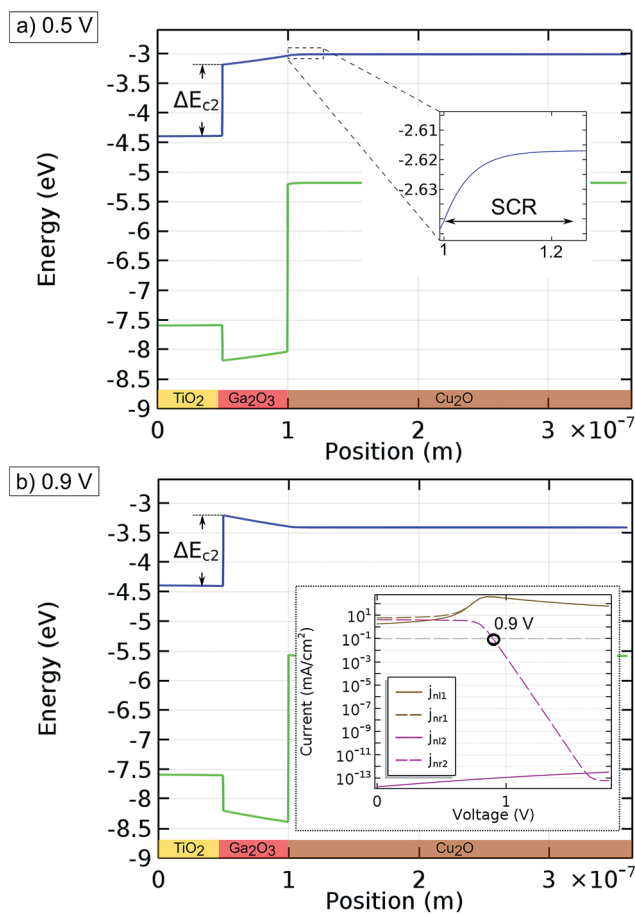 a) 0.5 V
-3
-3.5
-4
-4.5
-5
-5.5
-6
-6.5
-7
-7.5
-8
-8.5
-9
Energy (eV)
ΔEc2
-2.61
-2.62
-2.63
SCR
1
1.2
TiO2
Ga2O3
Cu2O
0
1
2
3
×10⁻⁷
Position (m)
b) 0.9 V
-3
-3.5
-4
-4.5
-5
-5.5
-6
-6.5
-7
-7.5
-8
-8.5
-9
Energy (eV)
ΔEc2
Current (mA/cm²)
10¹
10⁻¹
10⁻³
10⁻⁵
10⁻⁷
10⁻⁹
10⁻¹¹
10⁻¹³
0.9 V
jnl1
jnr1
jnl2
jnr2
0
1
Voltage (V)
TiO2
Ga2O3
Cu2O
0
1
2
3
×10⁻⁷
Position (m)